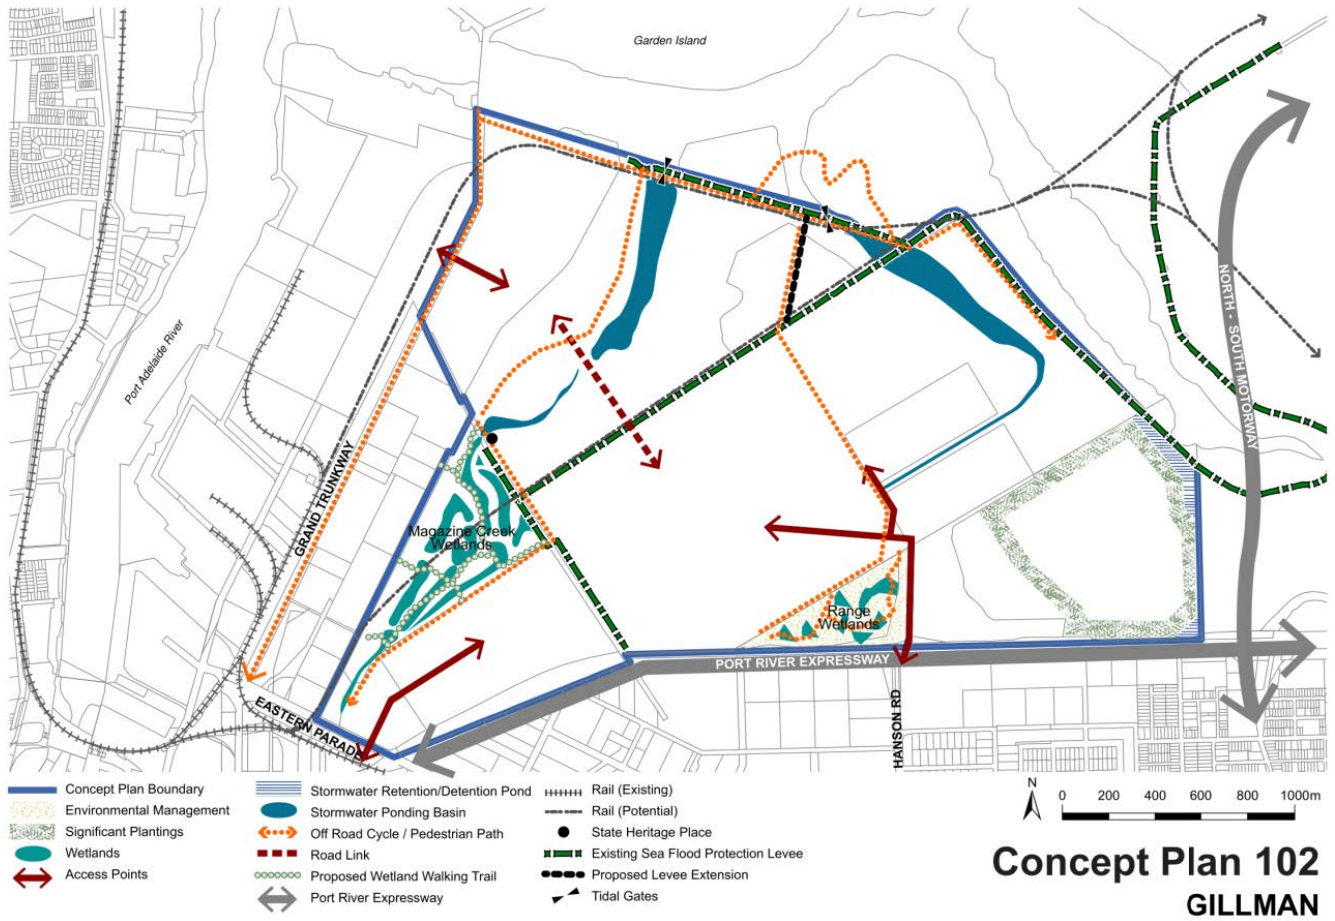 Garden Island
Port Adelaide River
NORTH - SOUTH MOTORWAY
GRAND TRUNKWAY
Magazine Creek
Wetlands
Range
Wetlands
PORT RIVER EXPRESSWAY
EASTERN PARADE
HANSON RD
Concept Plan Boundary
Environmental Management
Significant Plantings
Wetlands
Access Points
Stormwater Retention/Detention Pond
Stormwater Ponding Basin
Off Road Cycle / Pedestrian Path
Road Link
Proposed Wetland Walking Trail
Port River Expressway
Rail (Existing)
Rail (Potential)
State Heritage Place
Existing Sea Flood Protection Levee
Proposed Levee Extension
Tidal Gates
N
0 200 400 600 800 1000m
Concept Plan 102
GILLMAN